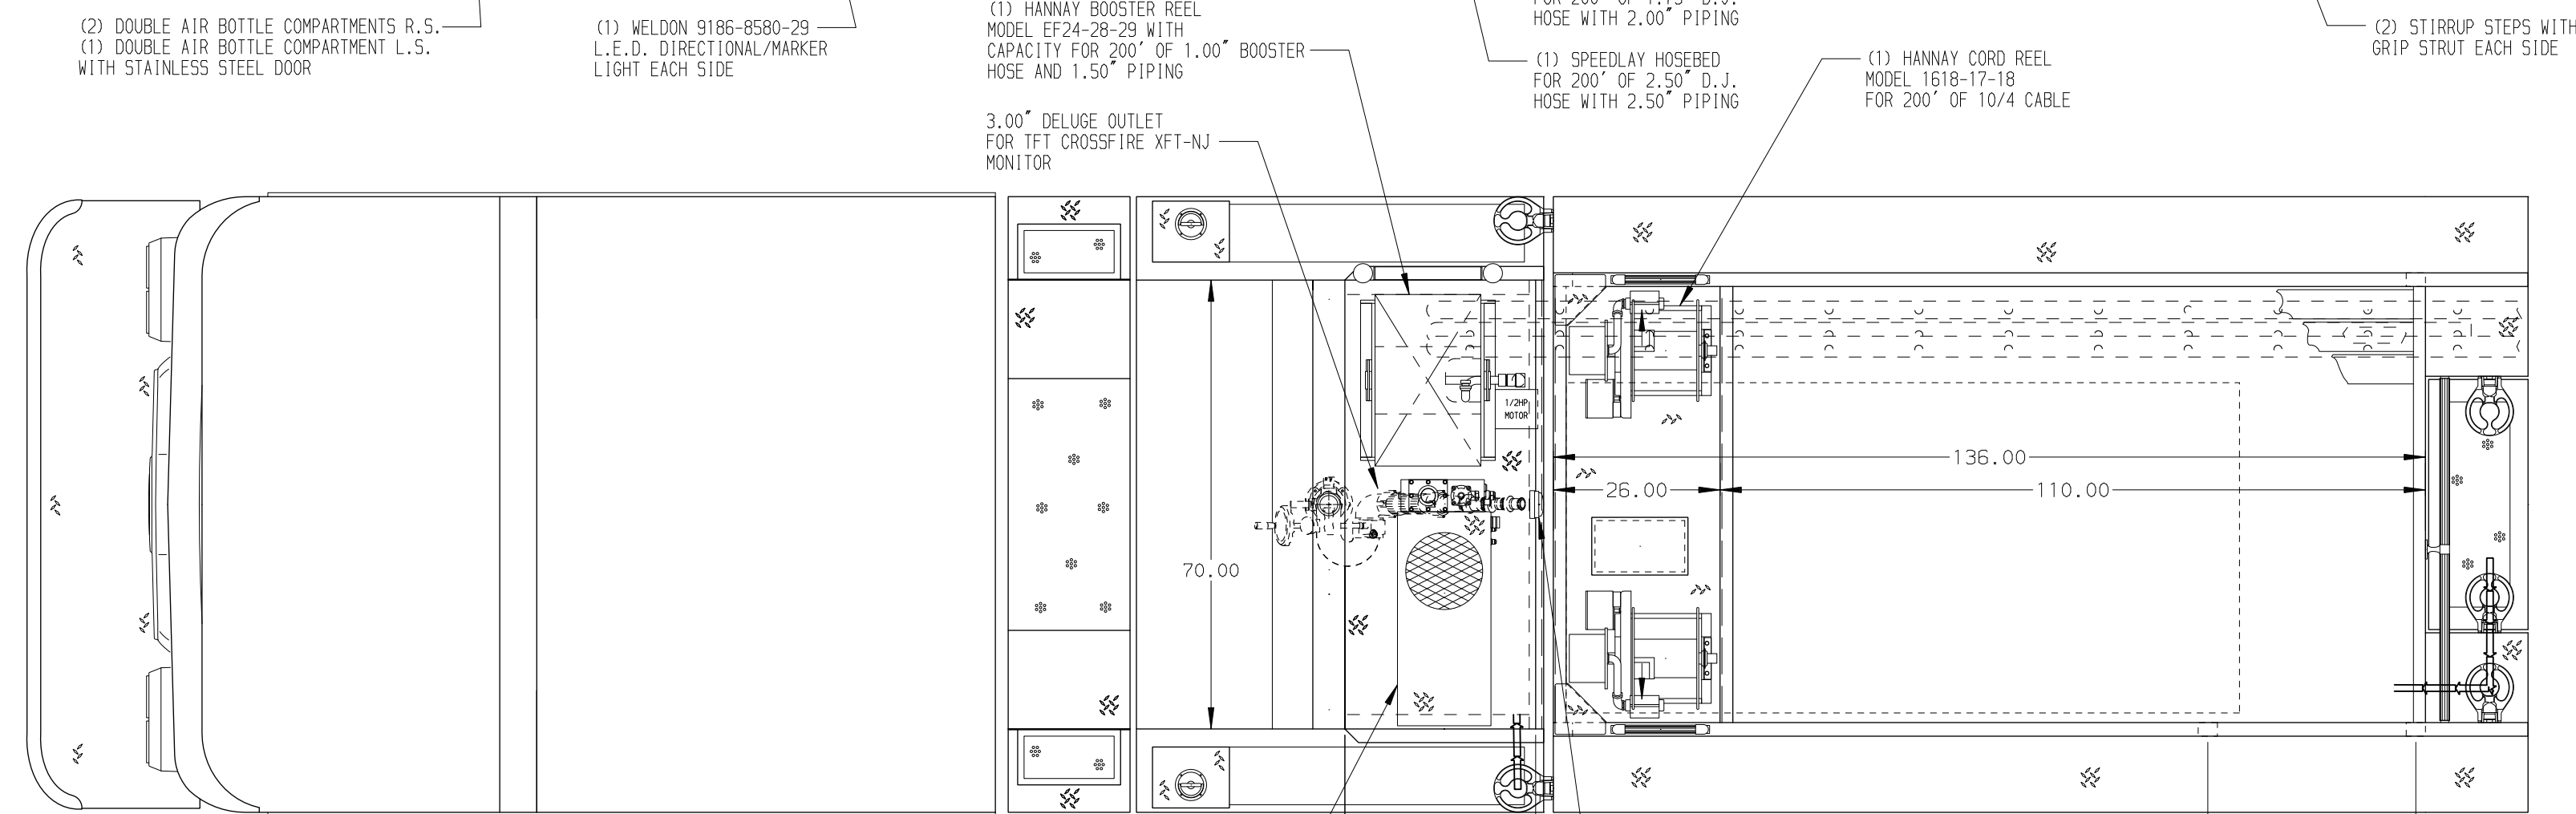 (2) DOUBLE AIR BOTTLE COMPARTMENTS R.S.
(1) DOUBLE AIR BOTTLE COMPARTMENT L.S.
WITH STAINLESS STEEL DOOR
(1) WELDON 9186-8580-29
L.E.D. DIRECTIONAL/MARKER
LIGHT EACH SIDE
(1) HANNAY BOOSTER REEL
MODEL EF24-28-29 WITH
CAPACITY FOR 200' OF 1.00" BOOSTER
HOSE AND 1.50" PIPING
3.00" DELUGE OUTLET
FOR TFT CROSSFIRE XFT-NJ
MONITOR
FOR 200' OF 1.75" D.J.
HOSE WITH 2.00" PIPING
(1) SPEEDLAY HOSEBED
FOR 200' OF 2.50" D.J.
HOSE WITH 2.50" PIPING
(1) HANNAY CORD REEL
MODEL 1618-17-18
FOR 200' OF 10/4 CABLE
(2) STIRRUP STEPS WITH
GRIP STRUT EACH SIDE
1/2HP
MOTOR
136.00
26.00
110.00
70.00